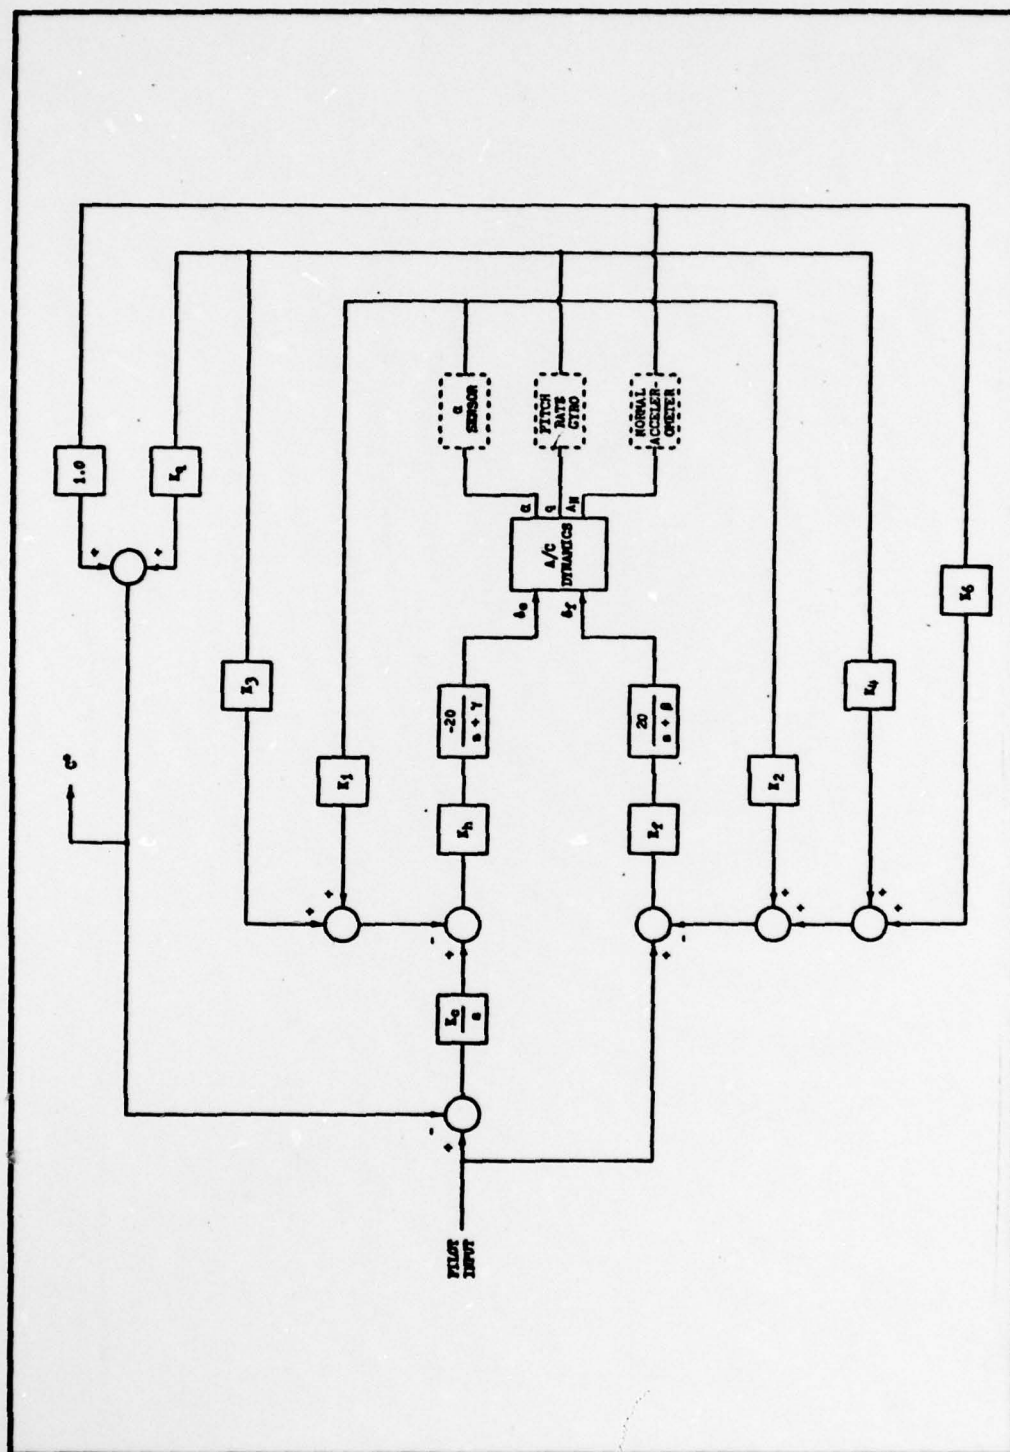 1.0
K_q
+
+
C*
K_3
K_1
+
+
-
-
+
-20
s + γ
K_h
K_c
s
+
-
PILOT
INPUT
δ_e
δ_f
A/C
DYNAMICS
α
q
A_N
α
SENSOR
PITCH
RATE
GYRO
NORMAL
ACCELER-
OMETER
20
s + β
K_f
+
-
K_2
+
+
K_4
+
+
K_6